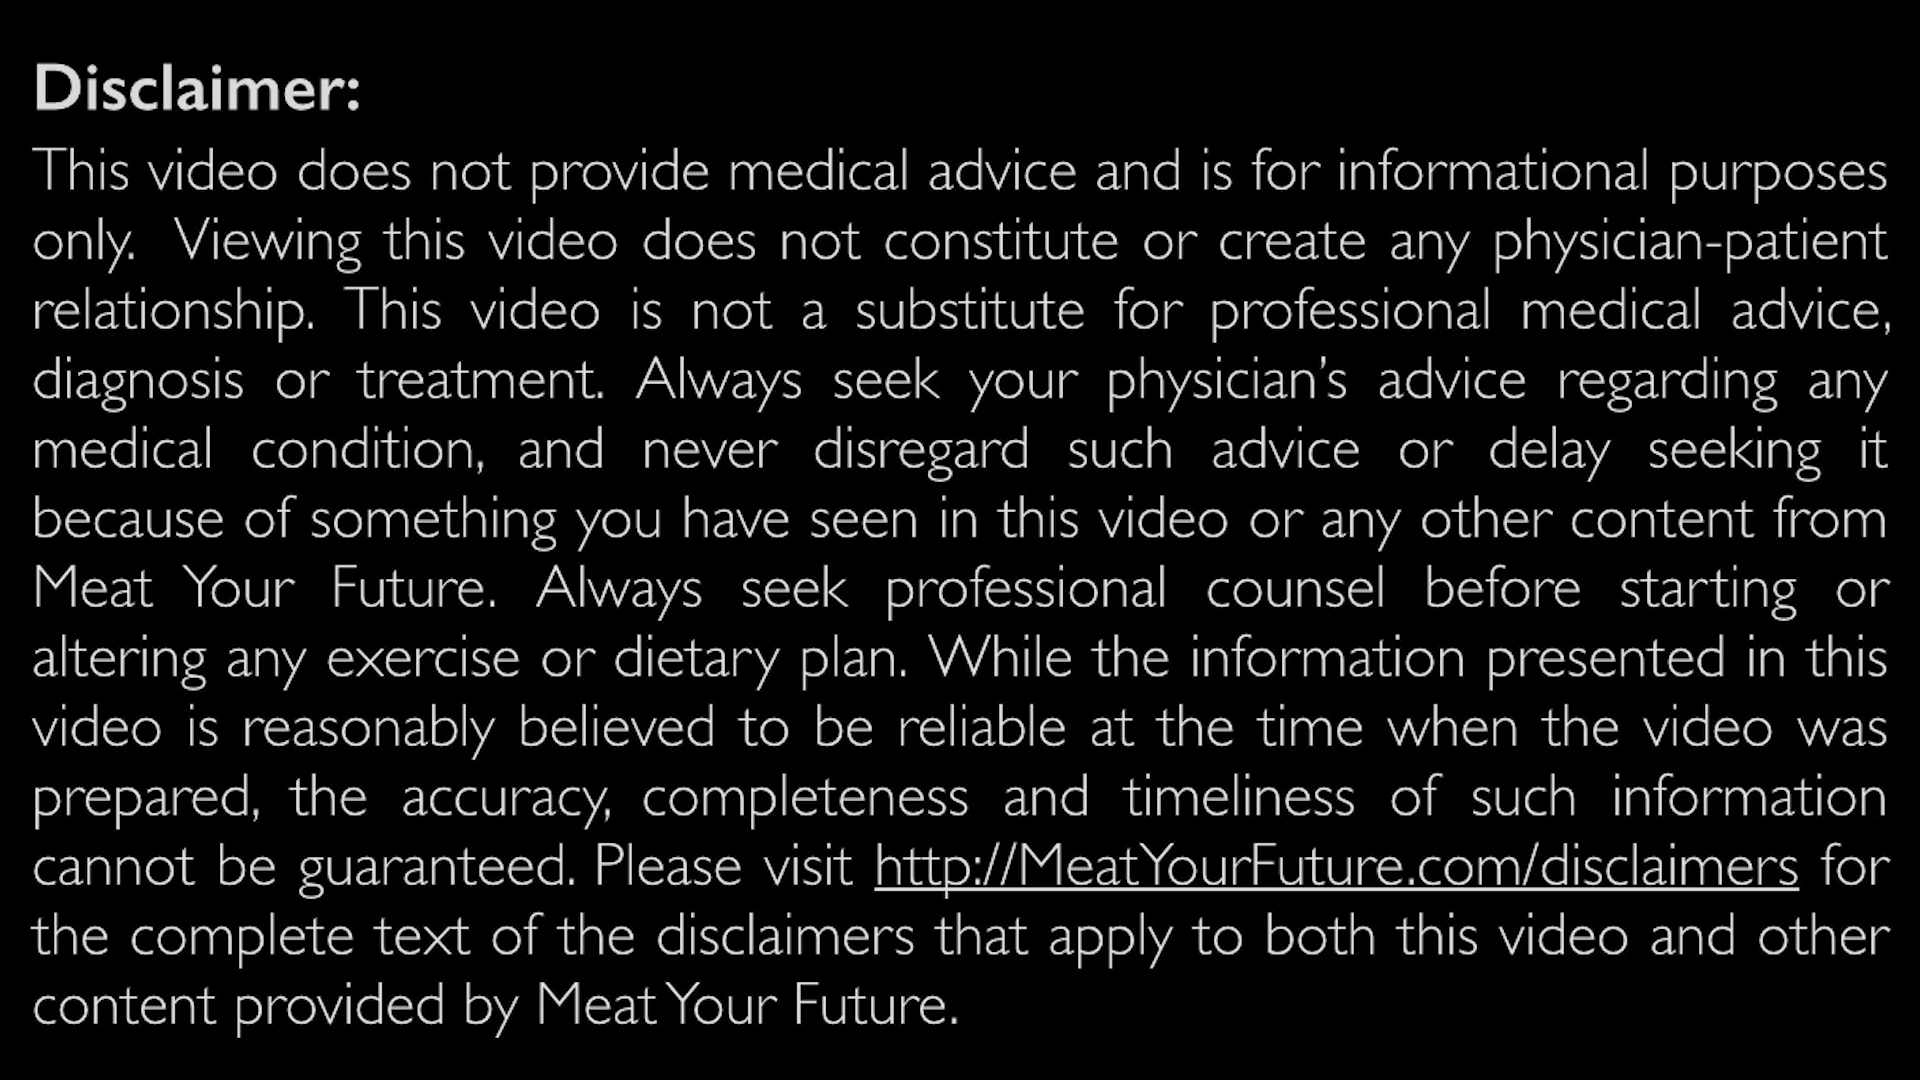 Disclaimer:
This video does not provide medical advice and is for informational purposes
only.  Viewing this video does not constitute or create any physician-patient
relationship. This video is not a substitute for professional medical advice,
diagnosis or treatment. Always seek your physician’s advice regarding any
medical condition, and never disregard such advice or delay seeking it
because of something you have seen in this video or any other content from
Meat Your Future. Always seek professional counsel before starting or
altering any exercise or dietary plan. While the information presented in this
video is reasonably believed to be reliable at the time when the video was
prepared, the accuracy, completeness and timeliness of such information
cannot be guaranteed. Please visit http://MeatYourFuture.com/disclaimers for
the complete text of the disclaimers that apply to both this video and other
content provided by Meat Your Future.